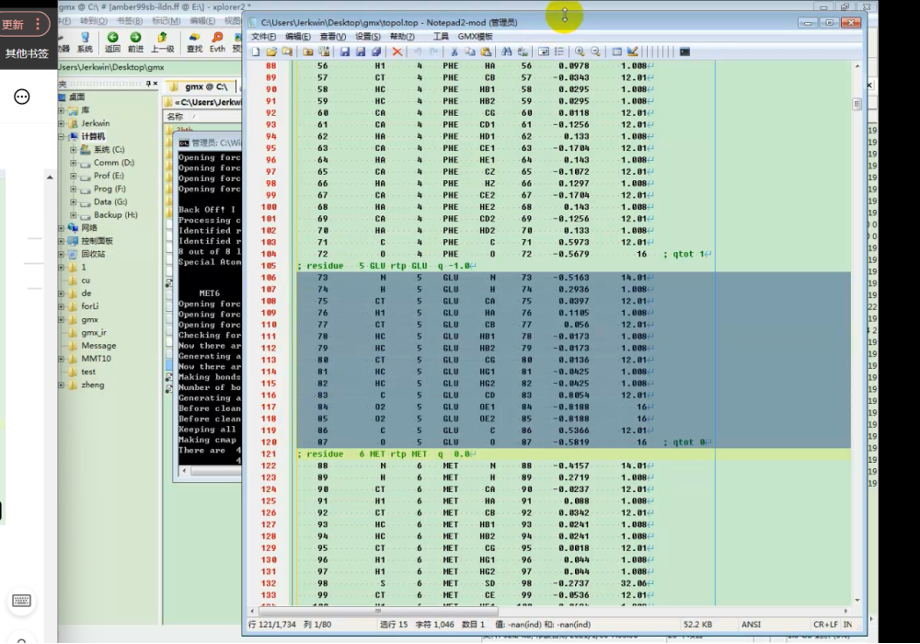 更新
其他书签
gmx @ C:\ # [amber99sb-ildn.ff @ E:\] - xplorer2
系统
返回
前进
上一级
查找
Evth
Users\Jerkwin\Desktop\gmx
桌面
库
Jerkwin
计算机
系统 (C:)
Comm (D:)
Prof (E:)
Prog (F:)
Data (G:)
Backup (H:)
网络
控制面板
回收站
1
cu
de
forLi
gmx
gmx_ir
Message
MMT10
test
zheng
gmx @ C:\
名称
Opening forc
Opening forc
Opening forc
Opening forc
Back Off! I
Processing c
Identified r
Identified r
8 out of 8 l
Special Atom
MET6
Opening forc
Opening forc
Opening forc
Checking for
Now there ar
Generating a
Now there ar
Making bonds
Number of bo
Generating a
Before clean
Before clean
Keeping all
Making cmap
There are 4
C:\Users\Jerkwin\Desktop\gmx\topol.top - Notepad2-mod (管理员)
文件(F) 编辑(E) 查看(V) 设置(S) 帮助(?) 工具 GMX模板
88 56 H1 4 PHE HA 56 0.0978 1.008
89 57 CT 4 PHE CB 57 -0.0343 12.01
90 58 HC 4 PHE HB1 58 0.0295 1.008
91 59 HC 4 PHE HB2 59 0.0295 1.008
92 60 CA 4 PHE CG 60 0.0118 12.01
93 61 CA 4 PHE CD1 61 -0.1256 12.01
94 62 HA 4 PHE HD1 62 0.133 1.008
95 63 CA 4 PHE CE1 63 -0.1704 12.01
96 64 HA 4 PHE HE1 64 0.143 1.008
97 65 CA 4 PHE CZ 65 -0.1072 12.01
98 66 HA 4 PHE HZ 66 0.1297 1.008
99 67 CA 4 PHE CE2 67 -0.1704 12.01
100 68 HA 4 PHE HE2 68 0.143 1.008
101 69 CA 4 PHE CD2 69 -0.1256 12.01
102 70 HA 4 PHE HD2 70 0.133 1.008
103 71 C 4 PHE C 71 0.5973 12.01
104 72 O 4 PHE O 72 -0.5679 16 ; qtot 1
105 ; residue 5 GLU rtp GLU q -1.0
106 73 N 5 GLU N 73 -0.5163 14.01
107 74 H 5 GLU H 74 0.2936 1.008
108 75 CT 5 GLU CA 75 0.0397 12.01
109 76 H1 5 GLU HA 76 0.1105 1.008
110 77 CT 5 GLU CB 77 0.056 12.01
111 78 HC 5 GLU HB1 78 -0.0173 1.008
112 79 HC 5 GLU HB2 79 -0.0173 1.008
113 80 CT 5 GLU CG 80 0.0136 12.01
114 81 HC 5 GLU HG1 81 -0.0425 1.008
115 82 HC 5 GLU HG2 82 -0.0425 1.008
116 83 C 5 GLU CD 83 0.8054 12.01
117 84 O2 5 GLU OE1 84 -0.8188 16
118 85 O2 5 GLU OE2 85 -0.8188 16
119 86 C 5 GLU C 86 0.5366 12.01
120 87 O 5 GLU O 87 -0.5819 16 ; qtot 0
121 ; residue 6 MET rtp MET q 0.0
122 88 N 6 MET N 88 -0.4157 14.01
123 89 H 6 MET H 89 0.2719 1.008
124 90 CT 6 MET CA 90 -0.0237 12.01
125 91 H1 6 MET HA 91 0.088 1.008
126 92 CT 6 MET CB 92 0.0342 12.01
127 93 HC 6 MET HB1 93 0.0241 1.008
128 94 HC 6 MET HB2 94 0.0241 1.008
129 95 CT 6 MET CG 95 0.0018 12.01
130 96 H1 6 MET HG1 96 0.044 1.008
131 97 H1 6 MET HG2 97 0.044 1.008
132 98 S 6 MET SD 98 -0.2737 32.06
133 99 CT 6 MET CE 99 -0.0536 12.01
行 121/1,734 列 1/80 选行 15 字符 1,046 数目 1 值: -nan(ind) 和: -nan(ind) 52.2 KB ANSI CR+LF IN